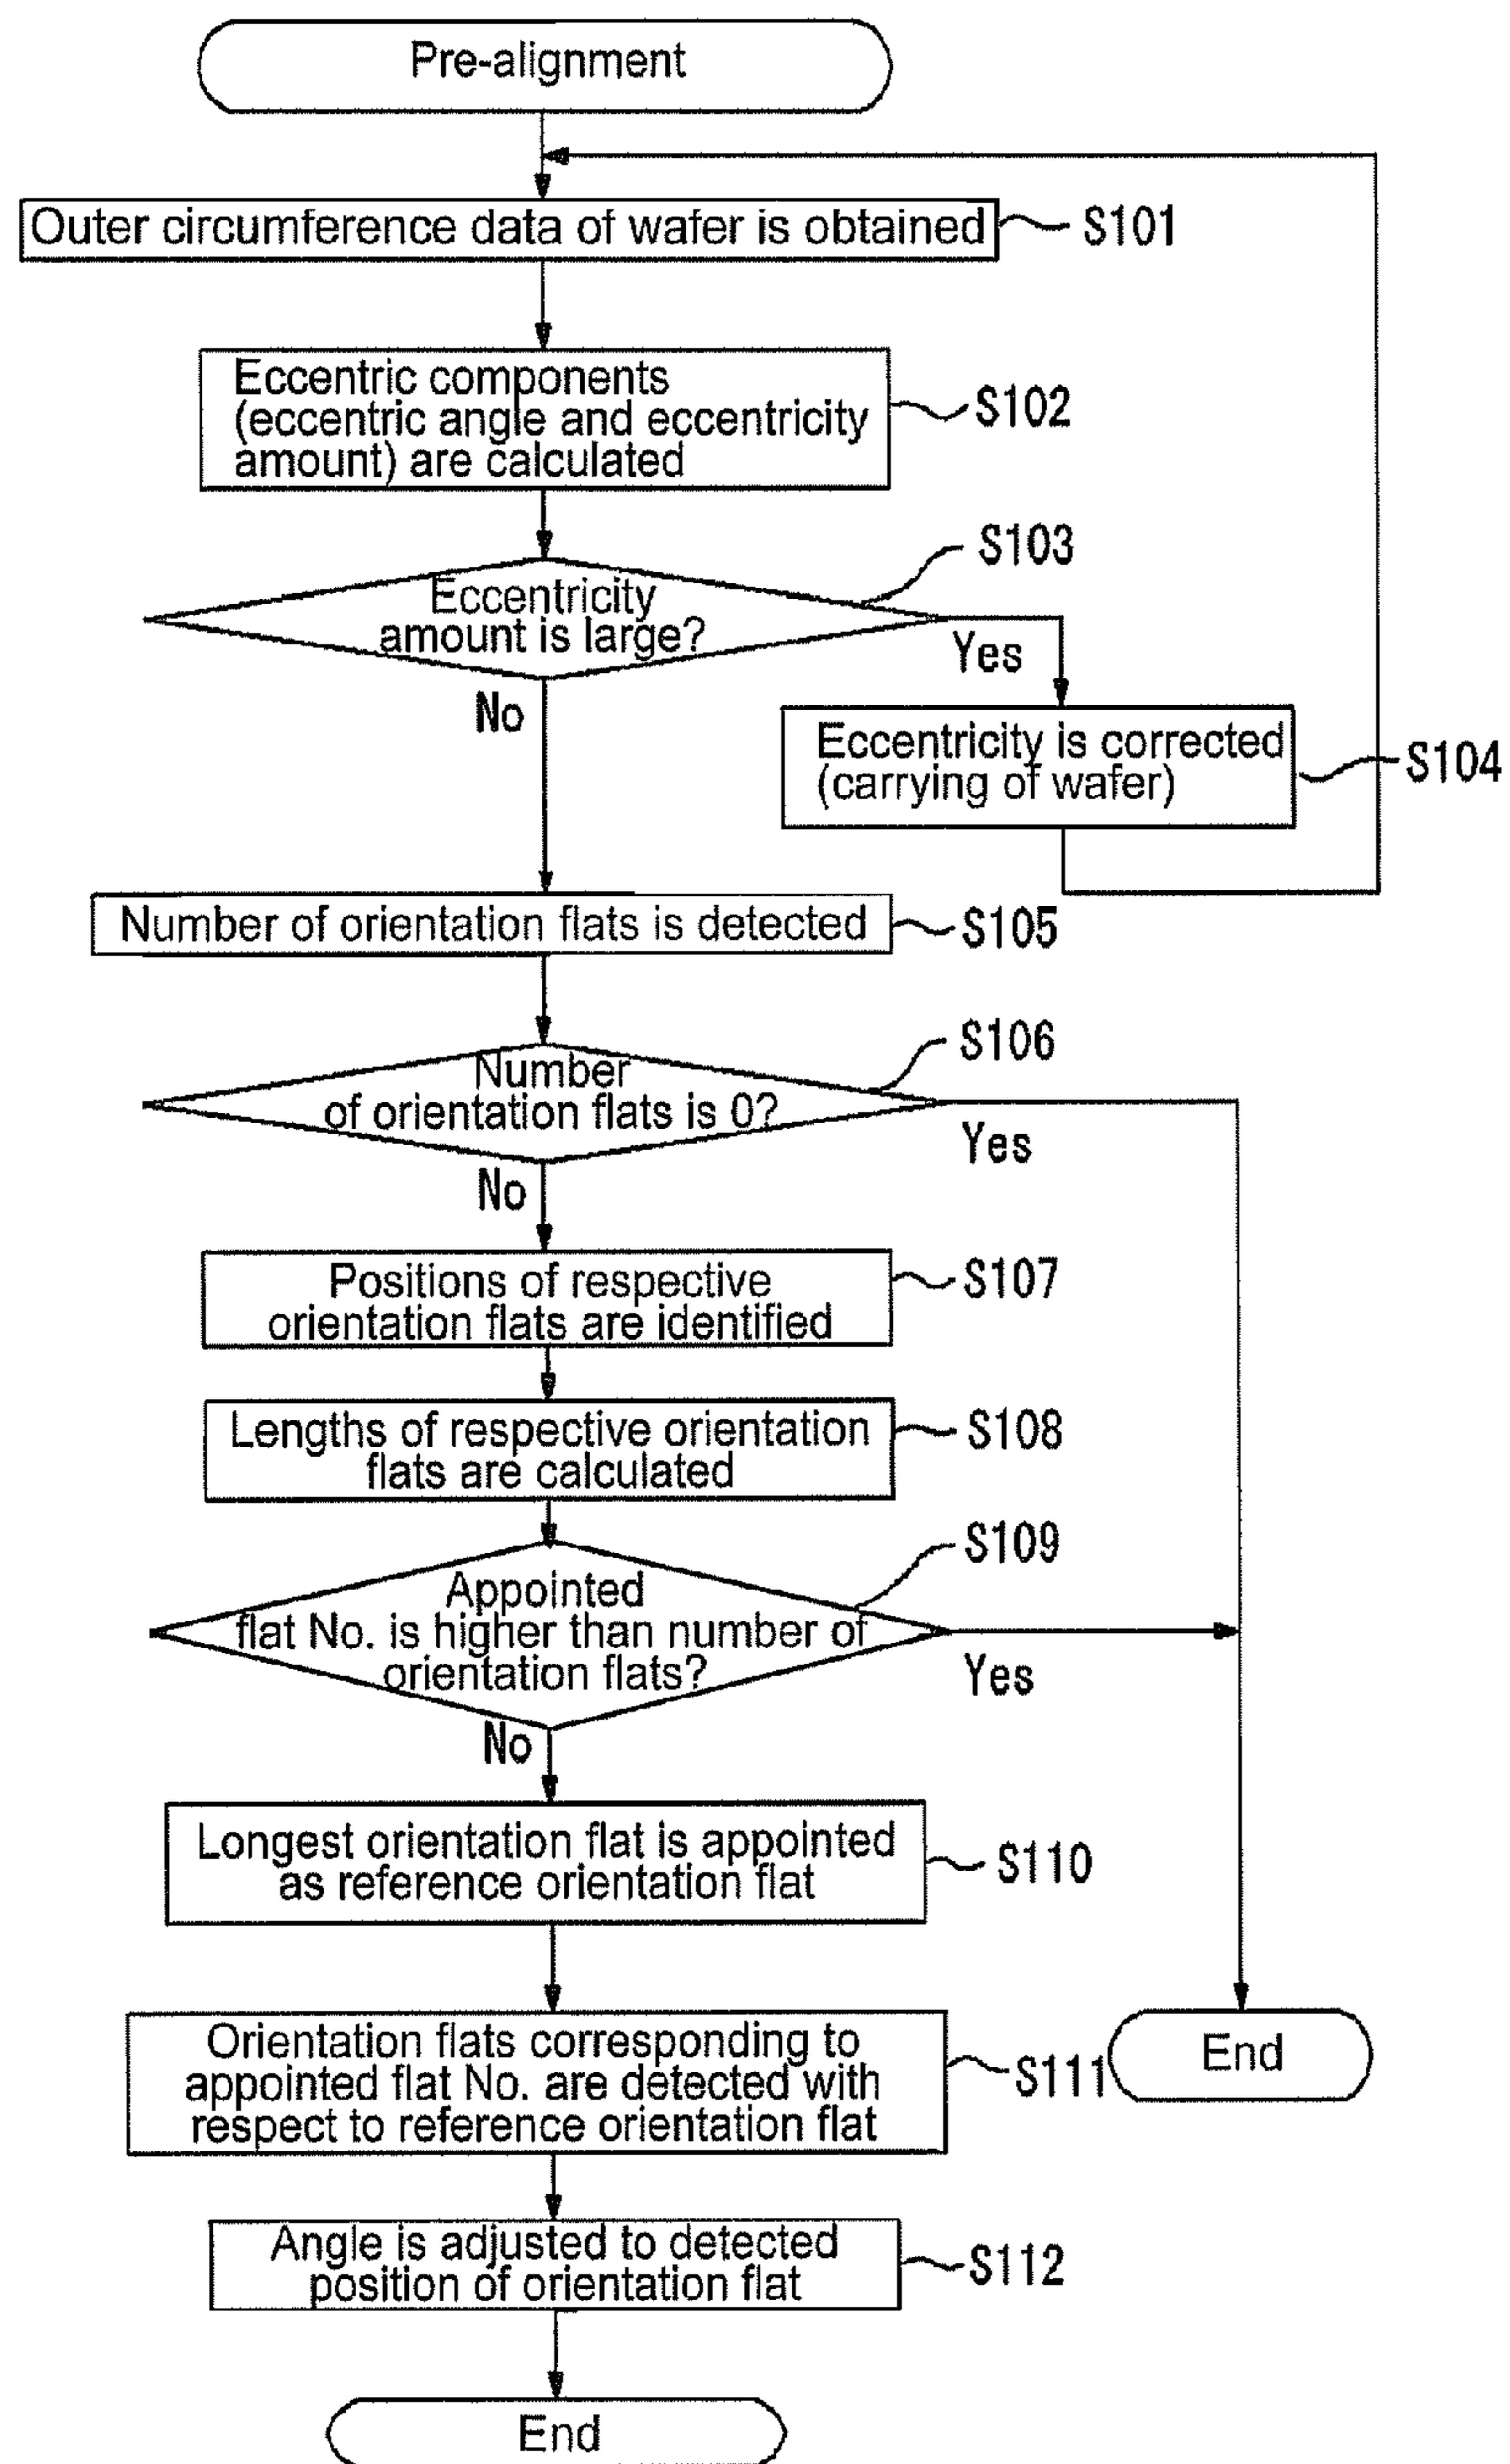 Pre-alignment
Outer circumference data of wafer is obtained
S101
Eccentric components
(eccentric angle and eccentricity
amount) are calculated
S102
S103
Eccentricity
amount is large?
Yes
No
Eccentricity is corrected
(carrying of wafer)
S104
Number of orientation flats is detected
S105
S106
Number
of orientation flats is 0?
Yes
No
Positions of respective
orientation flats are identified
S107
Lengths of respective orientation
flats are calculated
S108
S109
Appointed
flat No. is higher than number of
orientation flats?
Yes
No
Longest orientation flat is appointed
as reference orientation flat
S110
Orientation flats corresponding to
appointed flat No. are detected with
respect to reference orientation flat
S111
End
Angle is adjusted to detected
position of orientation flat
S112
End